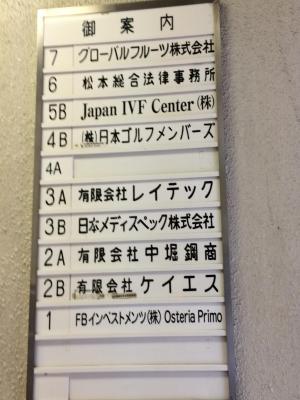 御案内
7 グローバルフルーツ株式会社
6 松本総合法律事務所
5B Japan IVF Center (株)
4B (株)日本ゴルフメンバーズ
4A
3A 有限会社レイテック
3B 日本メディスペック株式会社
2A 有限会社中堀鋼商
2B 有限会社ケイエス
1 FBインベストメンツ(株) Osteria Primo